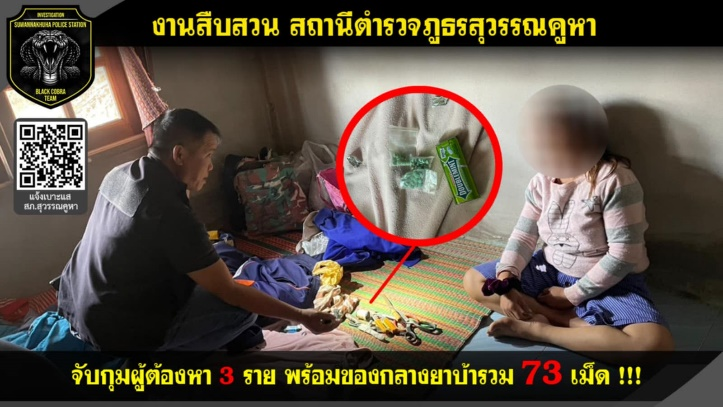 งานสืบสวน สถานีตำรวจภูธรสุวรรณคูหา
INVESTIGATION
SUWANNAKHUHA POLICE STATION
BLACK COBRA
TEAM
แจ้งเบาะแส
สภ.สุวรรณคูหา
DOUBLEMINT
จับกุมผู้ต้องหา 3 ราย พร้อมของกลางยาบ้ารวม 73 เม็ด !!!